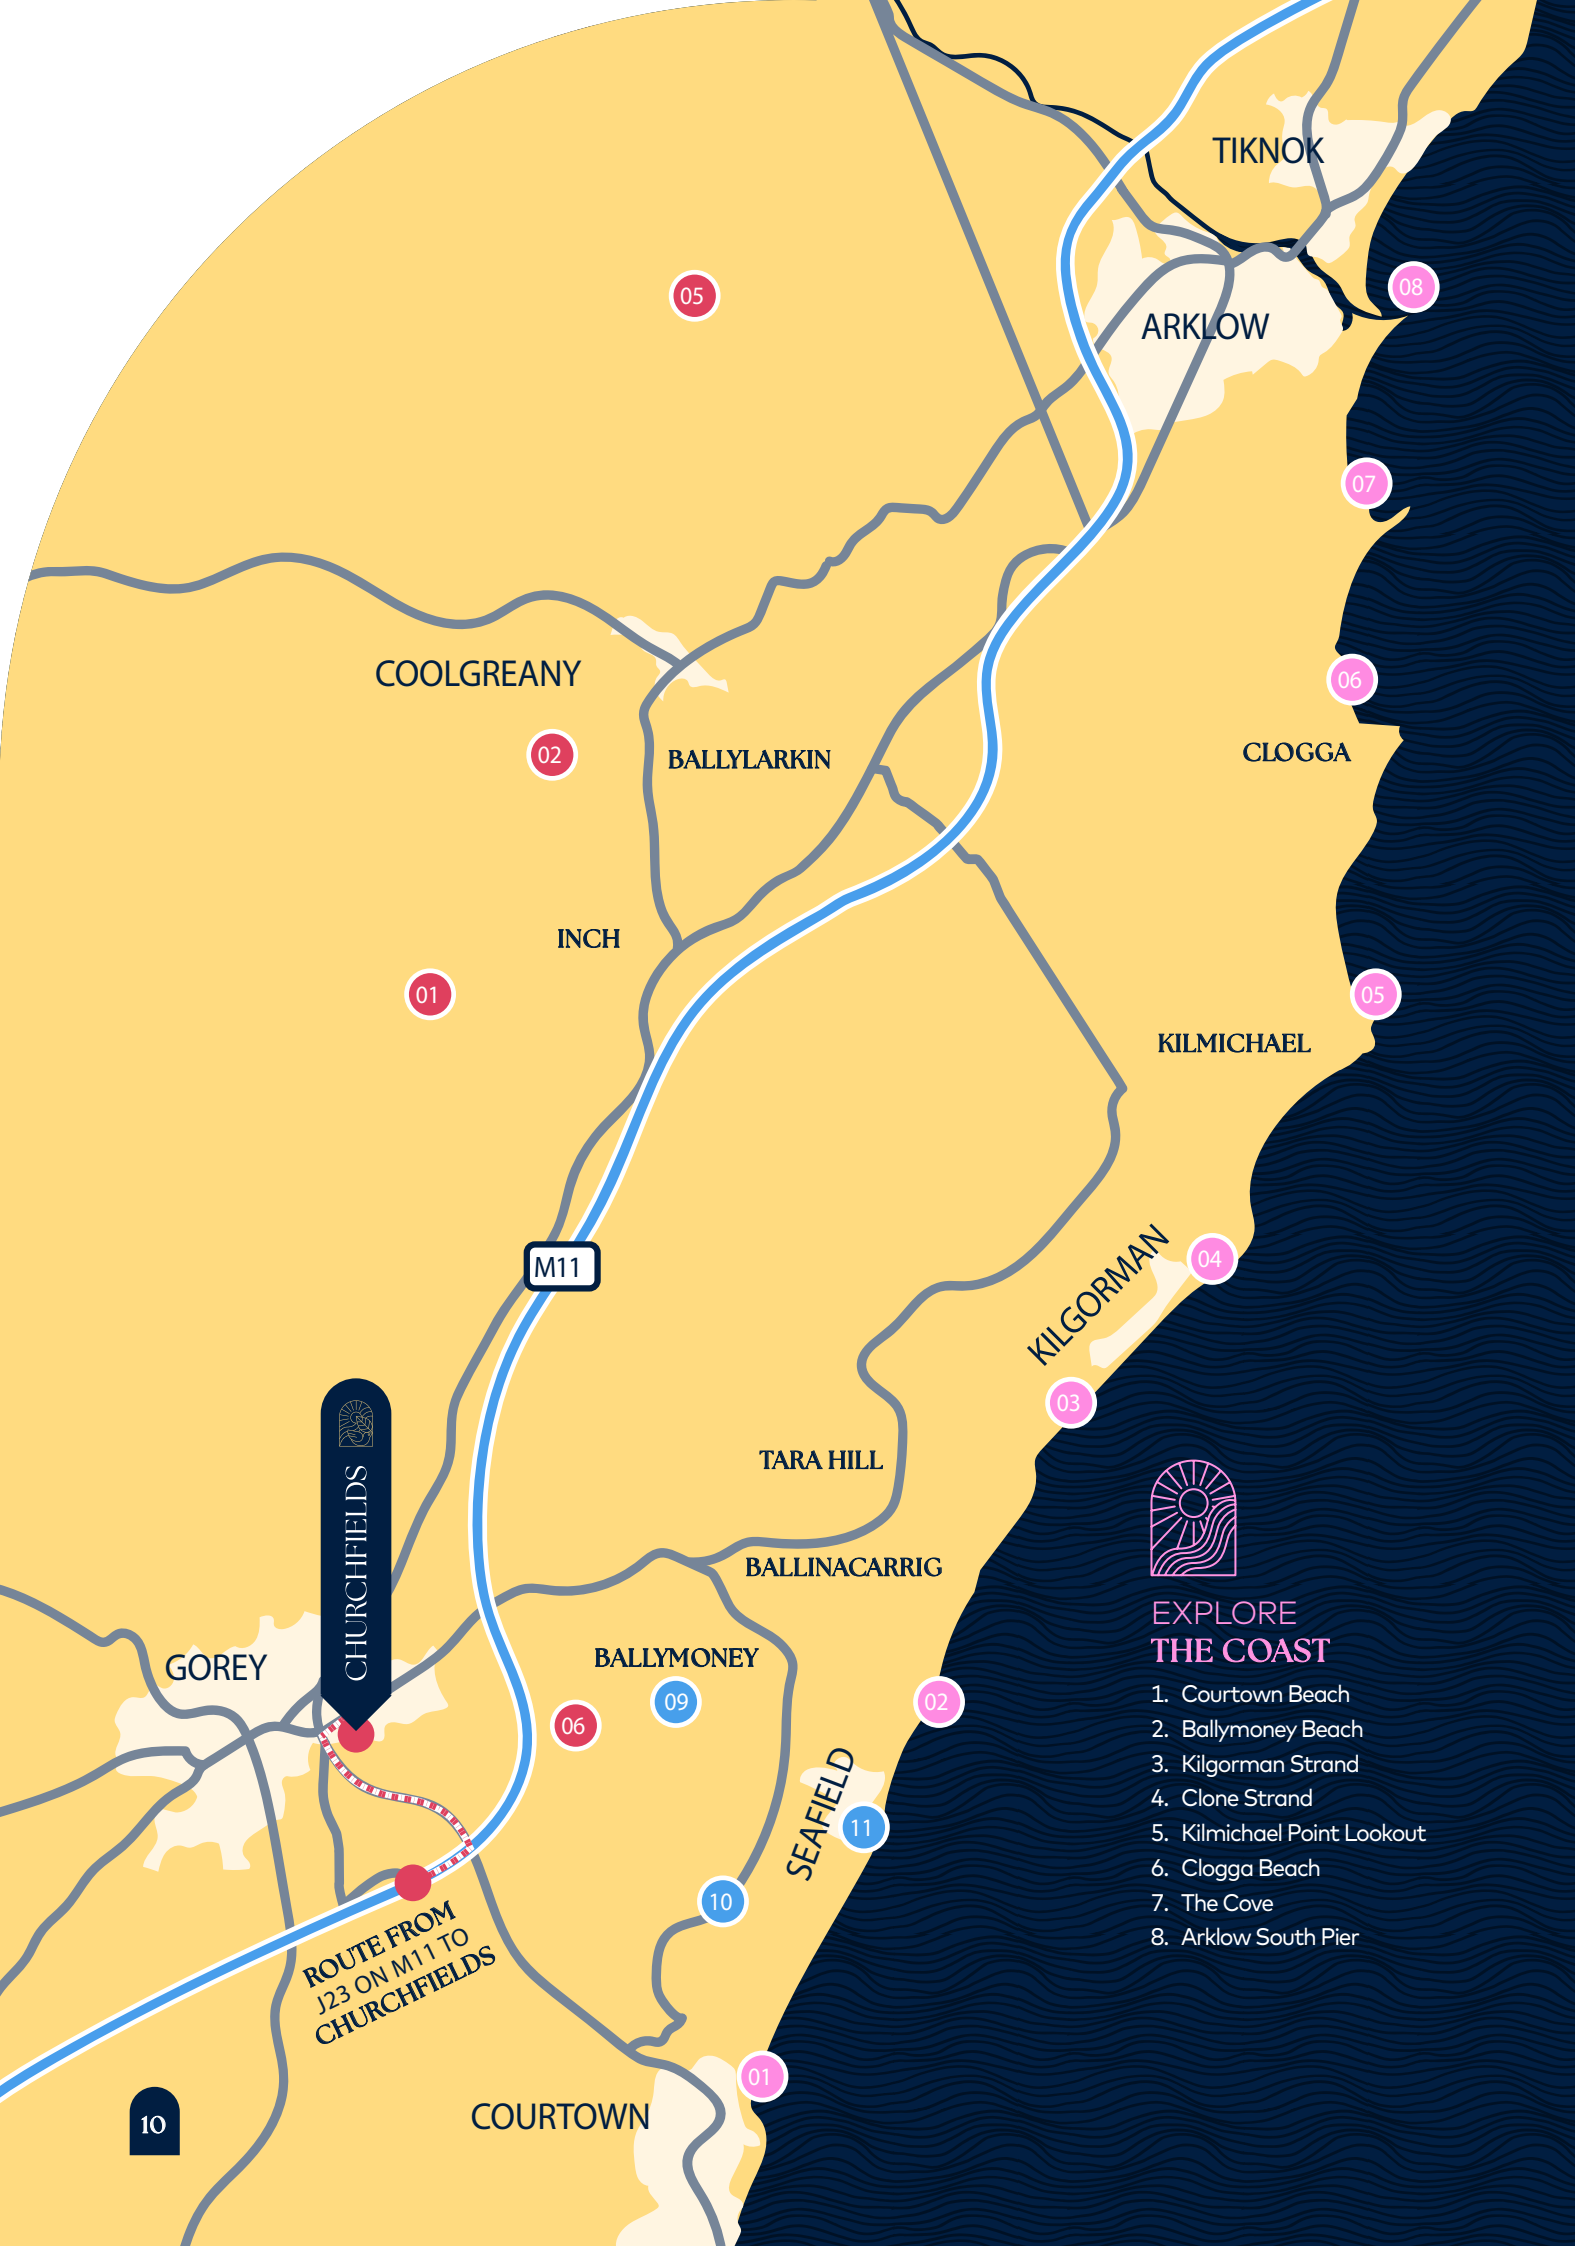 TIKNOK
08
05
ARKLOW
07
COOLGREANY
06
02
BALLYLARKIN
CLOGGA
INCH
01
05
KILMICHAEL
M11
KILGORMAN
04
03
CHURCHFIELDS
TARA HILL
BALLINACARRIG
GOREY
BALLYMONEY
09
06
02
SEAFIELD
11
10
ROUTE FROM
J23 ON M11 TO
CHURCHFIELDS
01
COURTOWN
10
EXPLORE
THE COAST
1. Courtown Beach
2. Ballymoney Beach
3. Kilgorman Strand
4. Clone Strand
5. Kilmichael Point Lookout
6. Clogga Beach
7. The Cove
8. Arklow South Pier